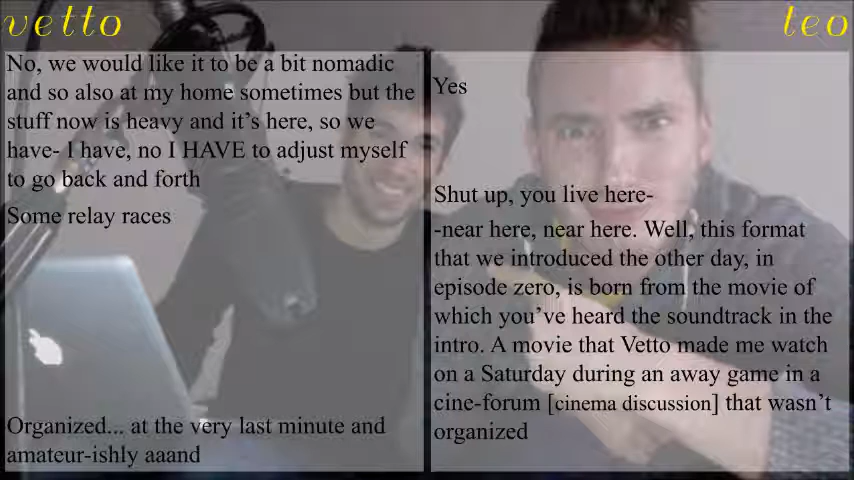 vetto
teo
No, we would like it to be a bit nomadic
and so also at my home sometimes but the
stuff now is heavy and it’s here, so we
have- I have, no I HAVE to adjust myself
to go back and forth
Some relay races
Organized... at the very last minute and
amateur-ishly aaand
Yes
Shut up, you live here-
-near here, near here. Well, this format
that we introduced the other day, in
episode zero, is born from the movie of
which you’ve heard the soundtrack in the
intro. A movie that Vetto made me watch
on a Saturday during an away game in a
cine-forum [cinema discussion] that wasn’t
organized